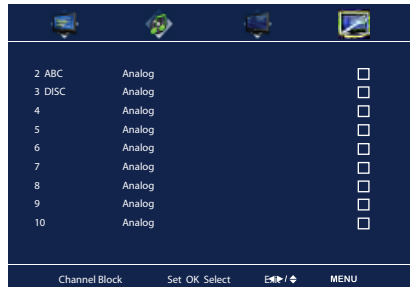 2 ABC Analog
3 DISC Analog
4 Analog
5 Analog
6 Analog
7 Analog
8 Analog
9 Analog
10 Analog
Channel Block Set OK Select MENU